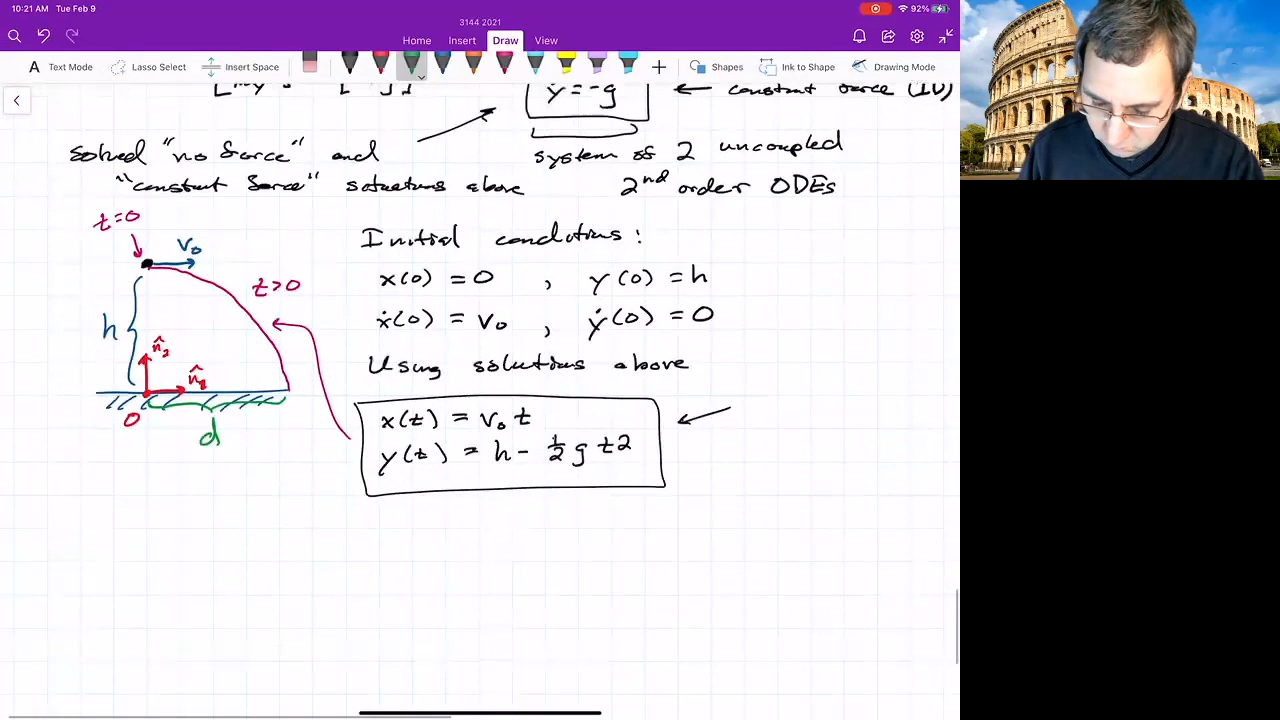 10:21 AM Tue Feb 9
92%
3144 2021
Home Insert Draw View
A Text Mode Lasso Select Insert Space + Shapes Ink to Shape Drawing Mode
ÿ = -g ← constant force (1D)
solved "no force" and
"constant force" solutions above
system of 2 uncoupled
2nd order ODEs
t=0
v₀
t>0
h
n̂₂
n̂₁
O
d
Initial conditions:
x(0) = 0 , y(0) = h
ẋ(0) = v₀ , ẏ(0) = 0
Using solutions above
x(t) = v₀ t
y(t) = h - ½ g t2